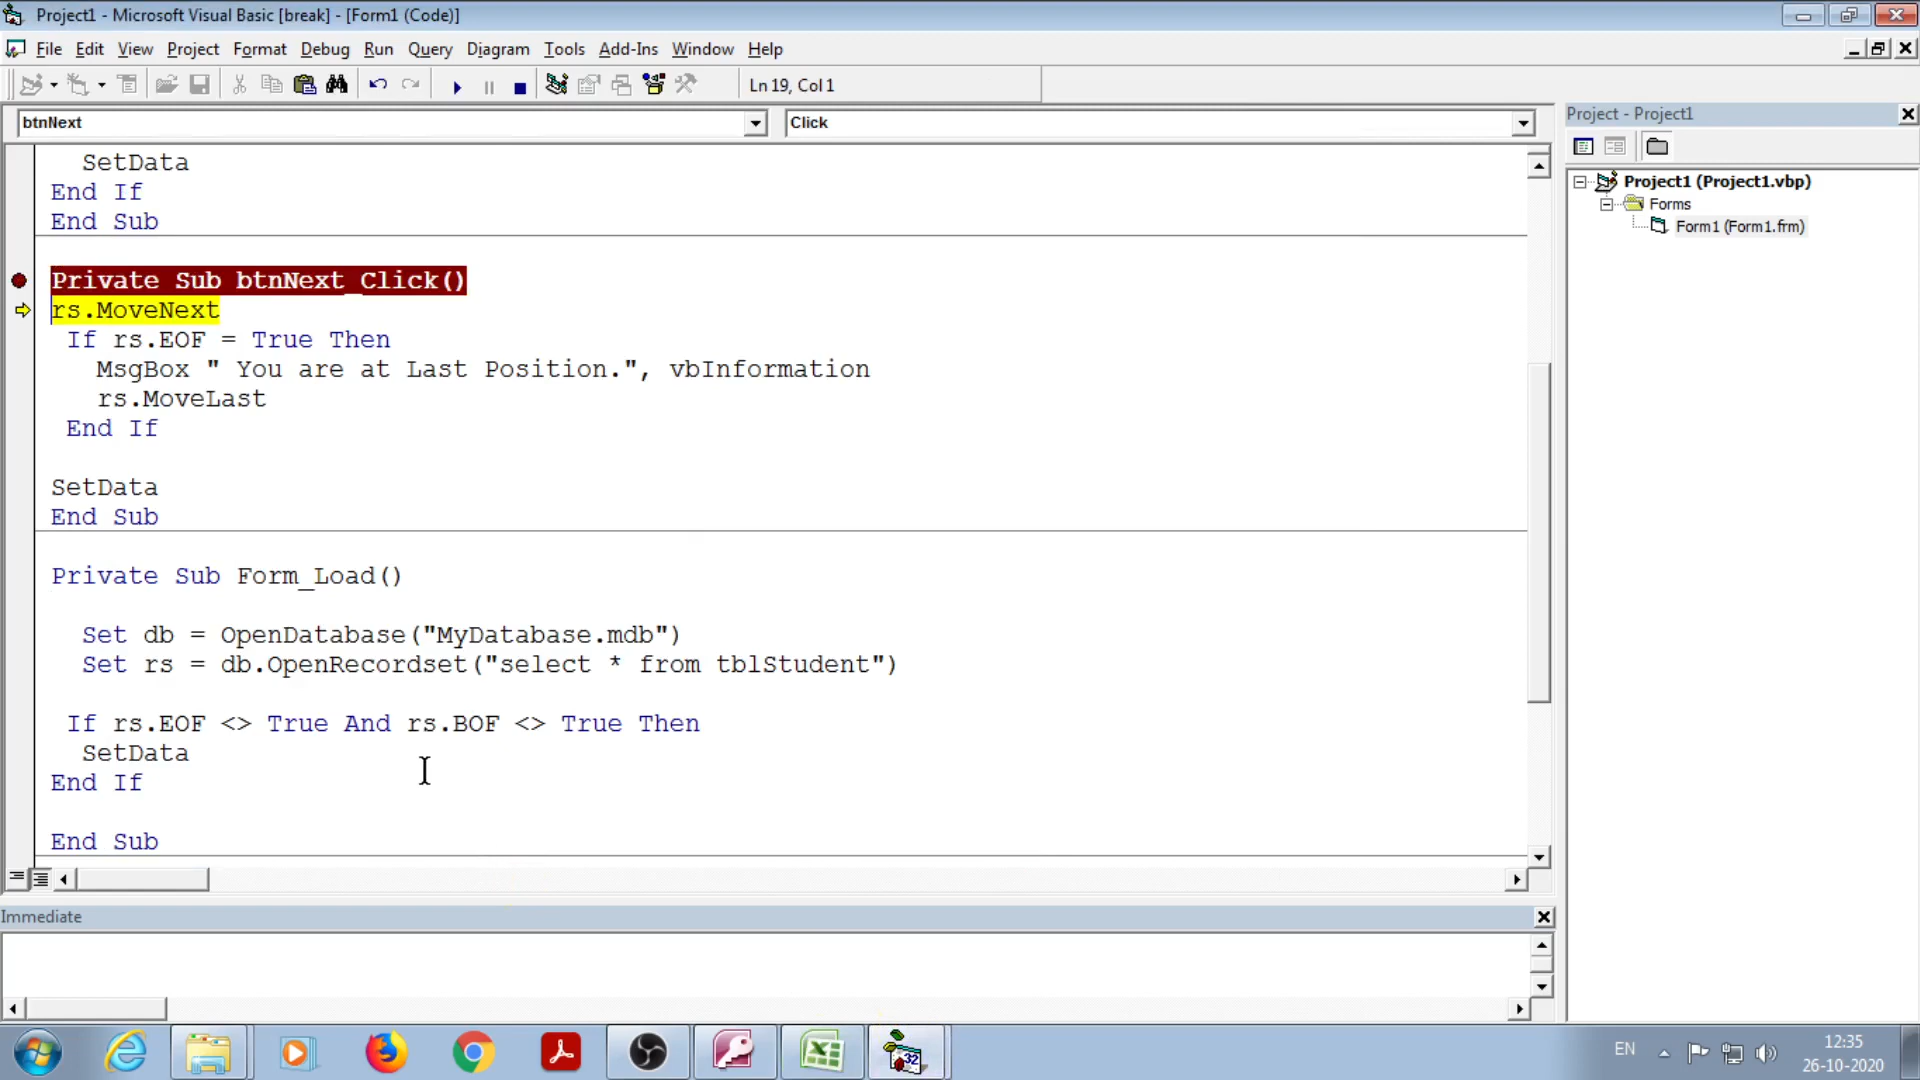 Project1 - Microsoft Visual Basic [break] - [Form1 (Code)]
File Edit View Project Format Debug Run Query Diagram Tools Add-Ins Window Help
Ln 19, Col 1
btnNext
Click
SetData
End If
End Sub
Private Sub btnNext_Click()
rs.MoveNext
If rs.EOF = True Then
MsgBox " You are at Last Position.", vbInformation
rs.MoveLast
End If
SetData
End Sub
Private Sub Form_Load()
Set db = OpenDatabase("MyDatabase.mdb")
Set rs = db.OpenRecordset("select * from tblStudent")
If rs.EOF <> True And rs.BOF <> True Then
SetData
End If
End Sub
Immediate
Project - Project1
Project1 (Project1.vbp)
Forms
Form1 (Form1.frm)
32
EN
12:35
26-10-2020